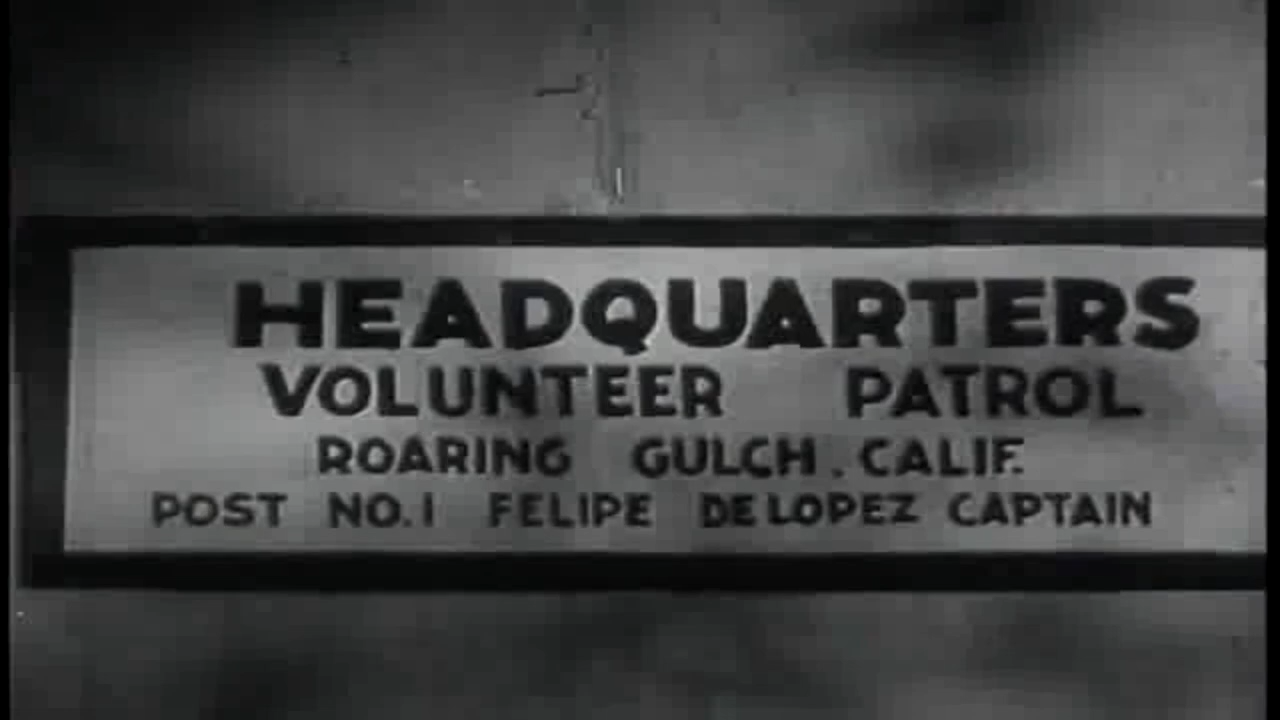 HEADQUARTERS
VOLUNTEER PATROL
ROARING GULCH, CALIF.
POST NO. 1 FELIPE DE LOPEZ CAPTAIN